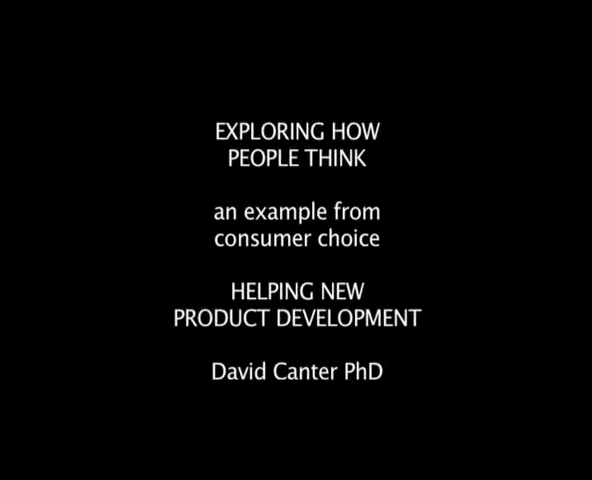 EXPLORING HOW
PEOPLE THINK
an example from
consumer choice
HELPING NEW
PRODUCT DEVELOPMENT
David Canter PhD